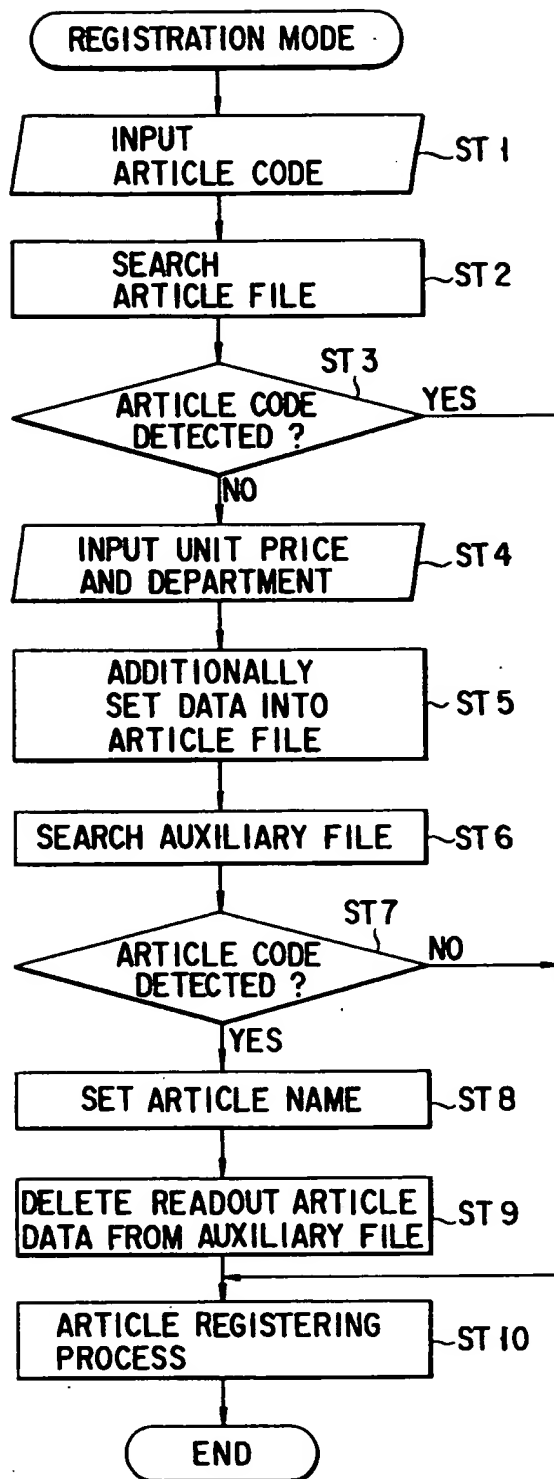 REGISTRATION MODE
INPUT
ARTICLE CODE
ST 1
SEARCH
ARTICLE FILE
ST 2
ST 3
ARTICLE CODE
DETECTED ?
YES
NO
INPUT UNIT PRICE
AND DEPARTMENT
ST 4
ADDITIONALLY
SET DATA INTO
ARTICLE FILE
ST 5
SEARCH AUXILIARY FILE
ST 6
ST 7
ARTICLE CODE
DETECTED ?
NO
YES
SET ARTICLE NAME
ST 8
DELETE READOUT ARTICLE
DATA FROM AUXILIARY FILE
ST 9
ARTICLE REGISTERING
PROCESS
ST 10
END